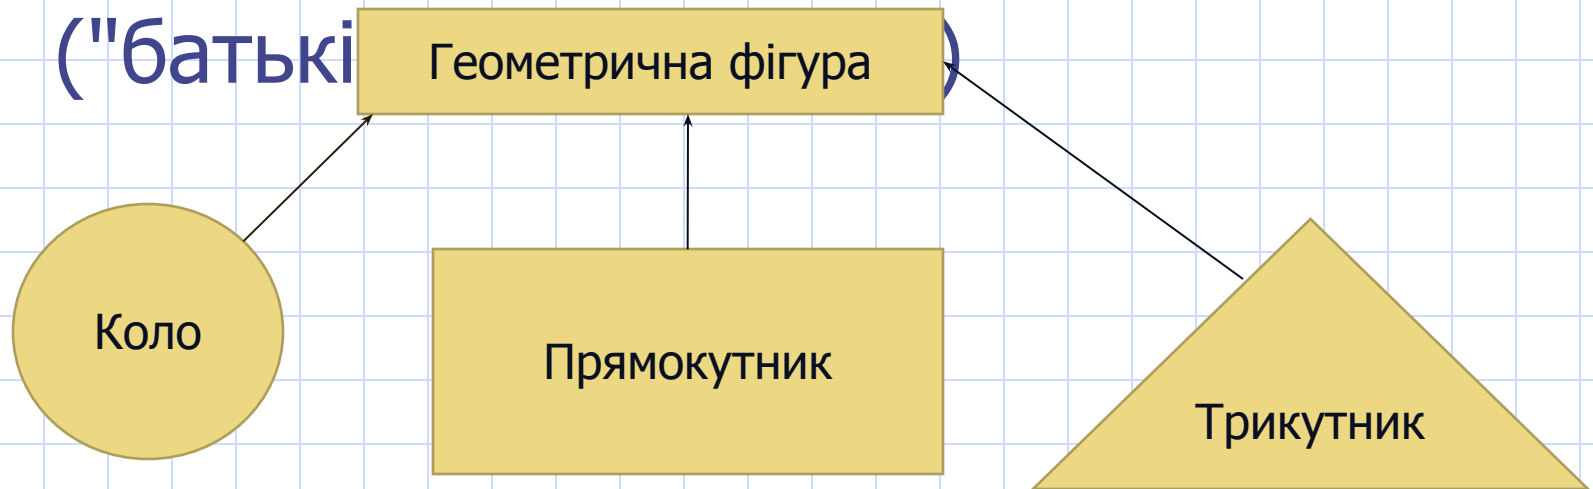 ("батькі )
Геометрична фігура
Коло
Прямокутник
Трикутник